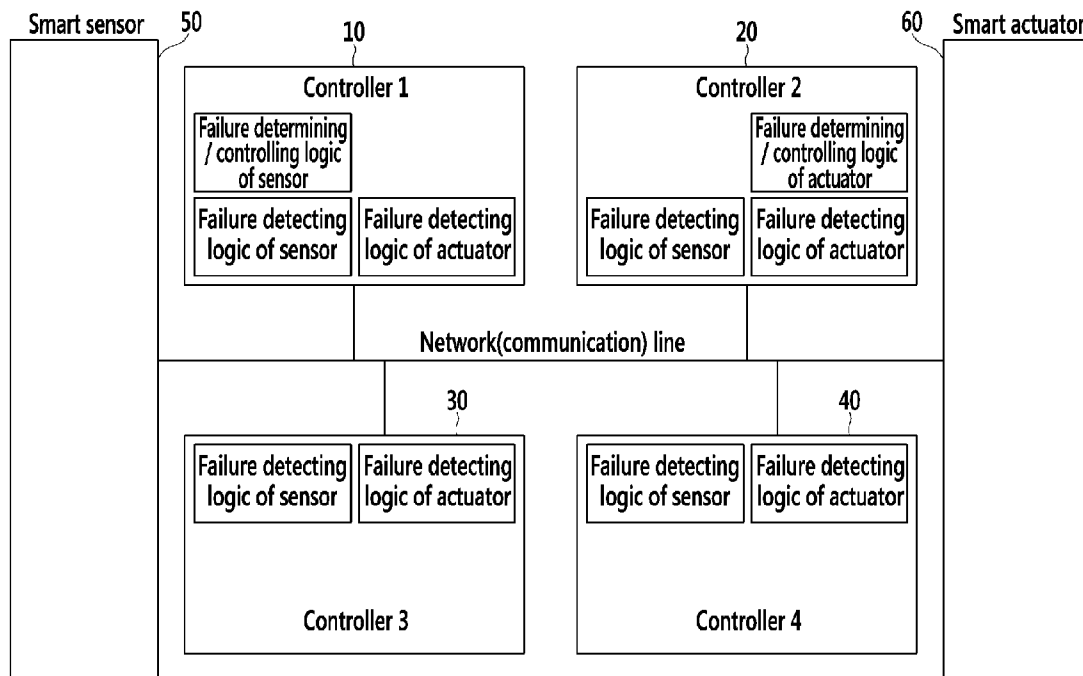 Smart sensor
50
10
20
60
Smart actuator
Controller 1
Failure determining
/ controlling logic
of sensor
Failure detecting
logic of sensor
Failure detecting
logic of actuator
Controller 2
Failure determining
/ controlling logic
of actuator
Failure detecting
logic of sensor
Failure detecting
logic of actuator
Network(communication) line
30
40
Failure detecting
logic of sensor
Failure detecting
logic of actuator
Controller 3
Failure detecting
logic of sensor
Failure detecting
logic of actuator
Controller 4